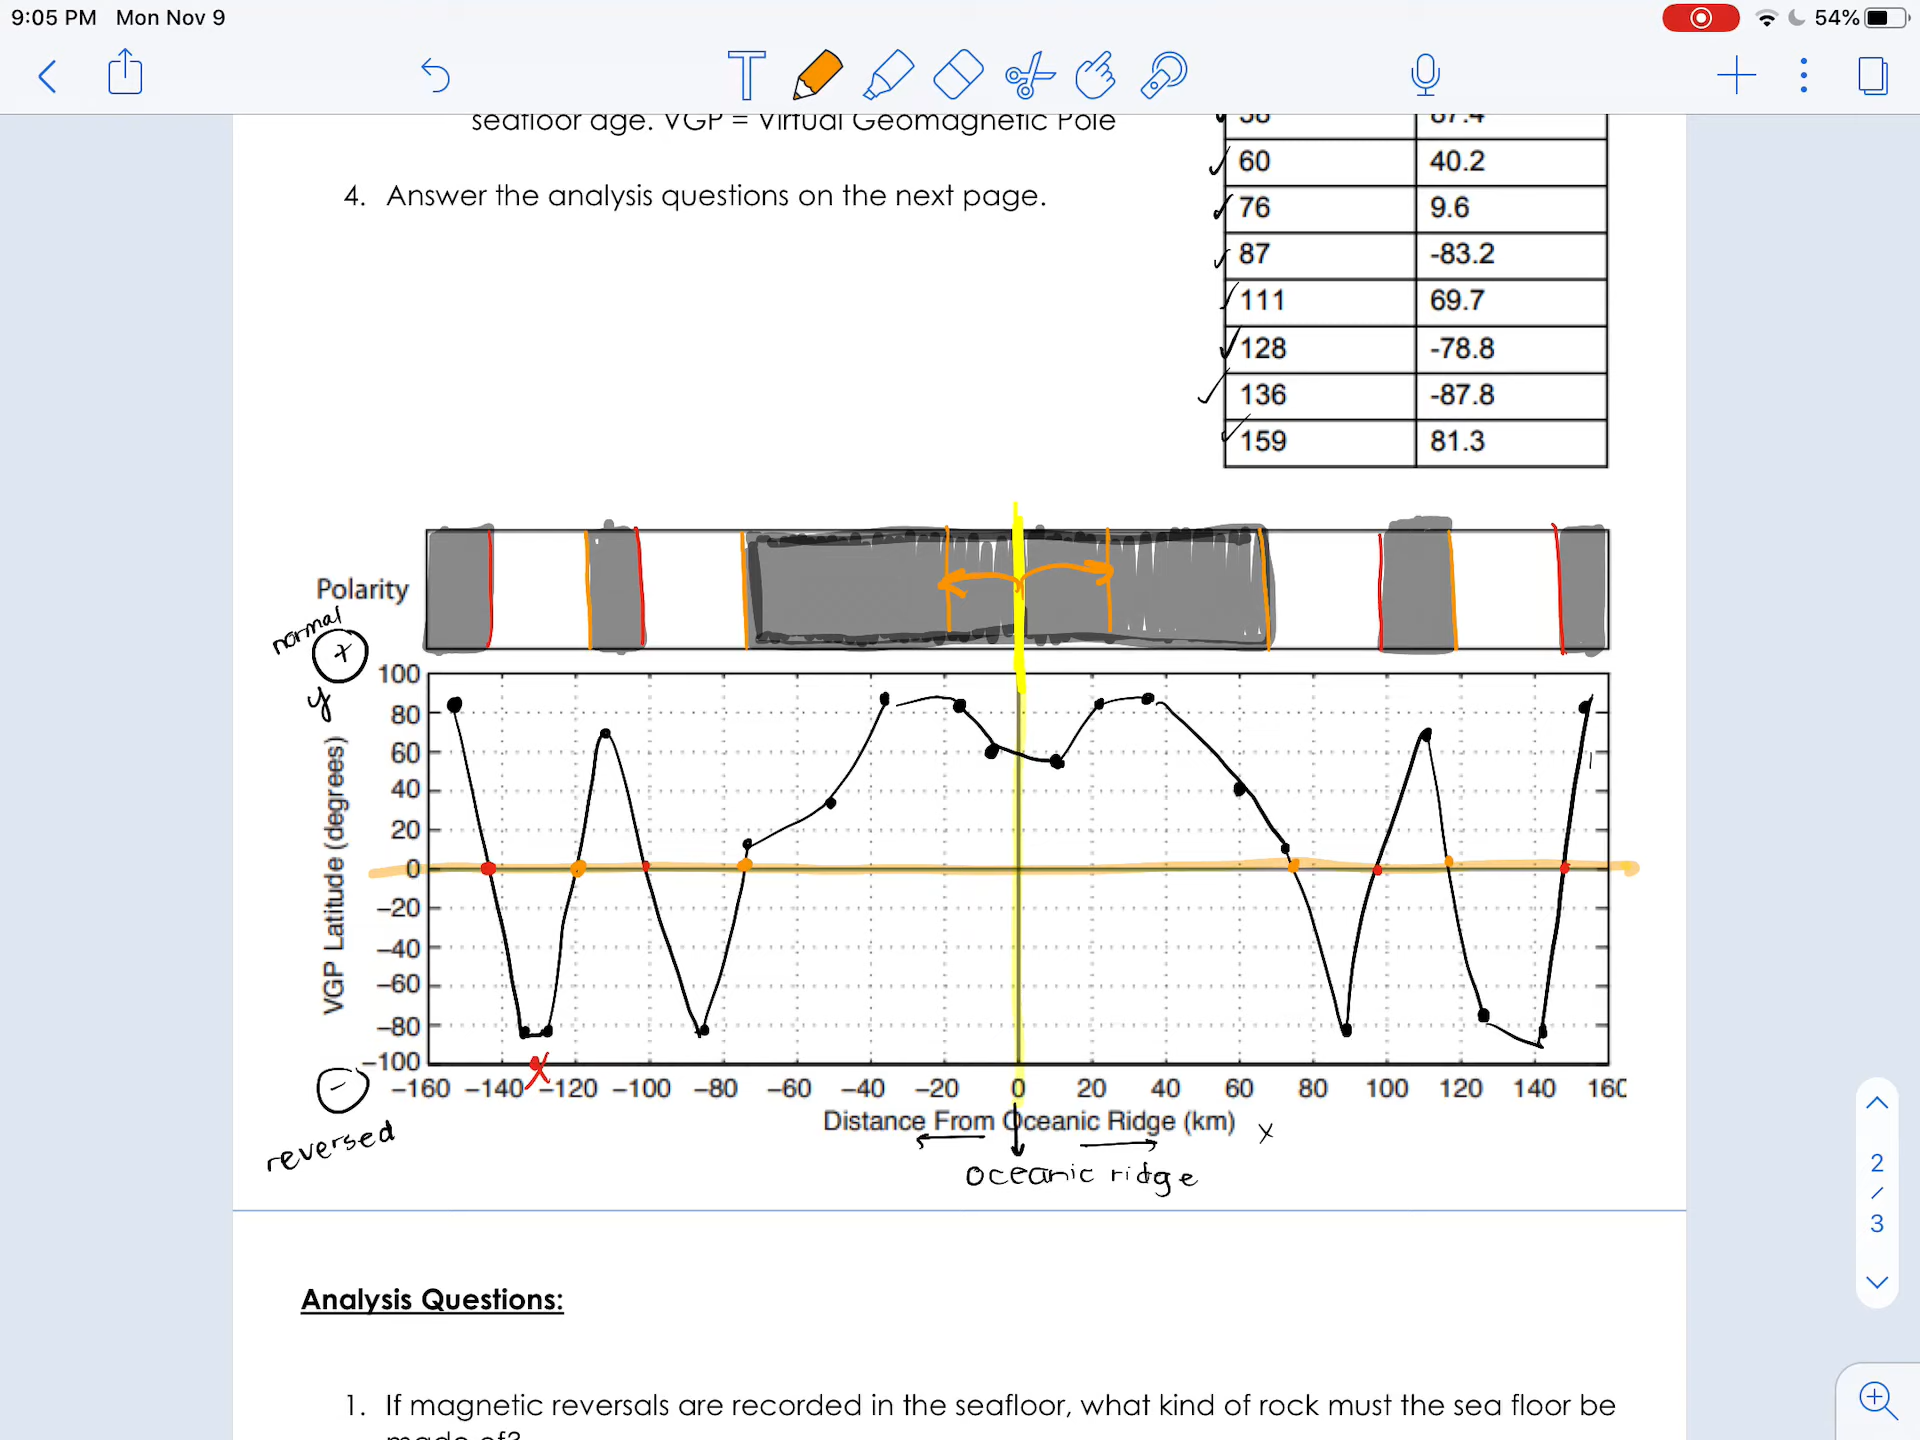 9:05 PM Mon Nov 9
54%
T
seafloor age. VGP = Virtual Geomagnetic Pole
4. Answer the analysis questions on the next page.
38 87.4
60 40.2
76 9.6
87 -83.2
111 69.7
128 -78.8
136 -87.8
159 81.3
Polarity
normal
+
y
VGP Latitude (degrees)
100
80
60
40
20
0
−20
−40
−60
−80
−100
−
reversed
−160 −140 −120 −100 −80 −60 −40 −20 0 20 40 60 80 100 120 140 160
x
Distance From Oceanic Ridge (km) x
oceanic ridge
2
/
3
Analysis Questions:
1. If magnetic reversals are recorded in the seafloor, what kind of rock must the sea floor be
made of?